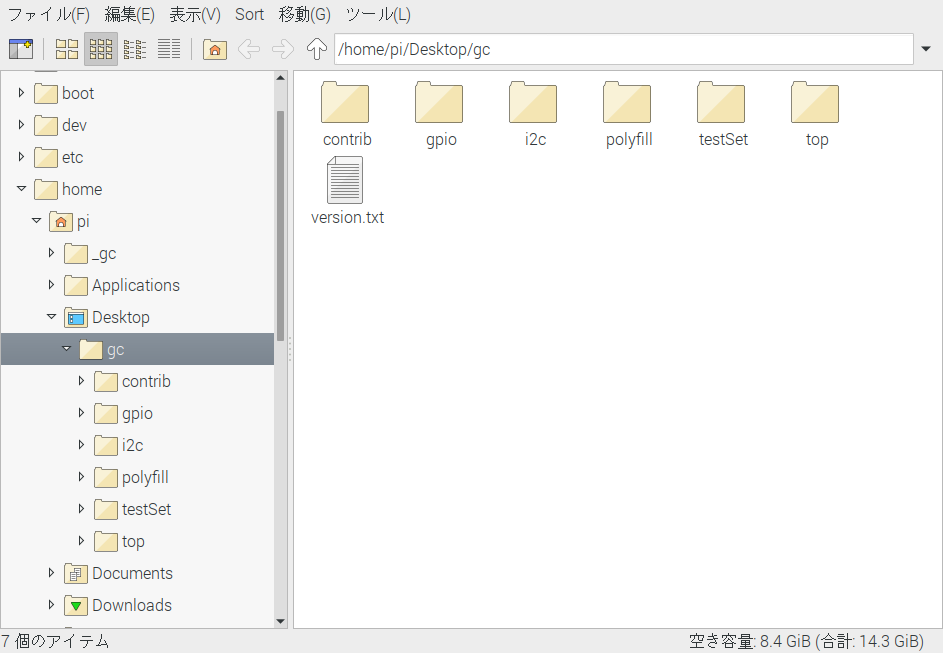 ファイル(F) 編集(E) 表示(V) Sort 移動(G) ツール(L)
/home/pi/Desktop/gc
boot
dev
etc
home
pi
_gc
Applications
Desktop
gc
contrib
gpio
i2c
polyfill
testSet
top
Documents
Downloads
contrib gpio i2c polyfill testSet top
version.txt
7 個のアイテム 空き容量: 8.4 GiB (合計: 14.3 GiB)